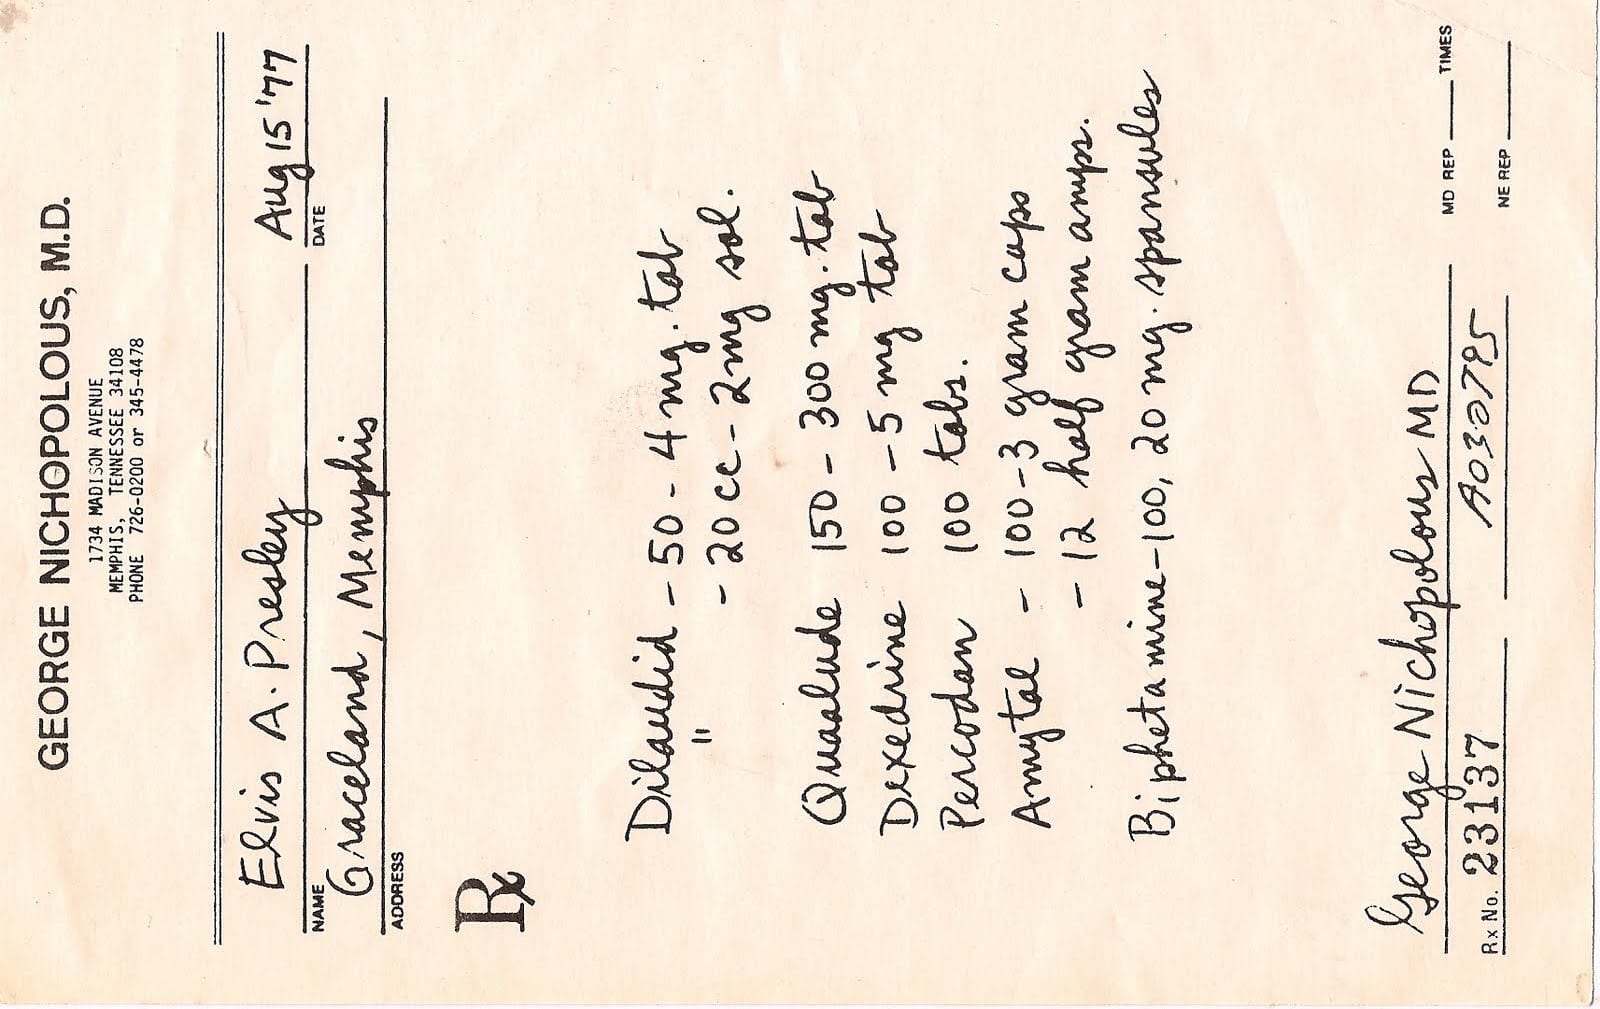 GEORGE NICHOPOLOUS, M.D.
1734 MADISON AVENUE
MEMPHIS, TENNESSEE 34108
PHONE 726-0200 or 345-4478
Elvis A. Presley Aug 15 '77
NAME DATE
Graceland, Memphis
ADDRESS
Rx
Dilaudid - 50 - 4 mg. tab
" - 20 cc - 2 mg sol.
Quaalude 150 - 300 mg. tab
Dexedrine 100 - 5 mg tab
Percodan 100 tabs.
Amytal - 100 - 3 gram caps
- 12 half gram amps.
Biphetamine - 100, 20 mg. spansules
George Nichopolous MD
MD REP TIMES
Rx No. 23137 A030795 NE REP